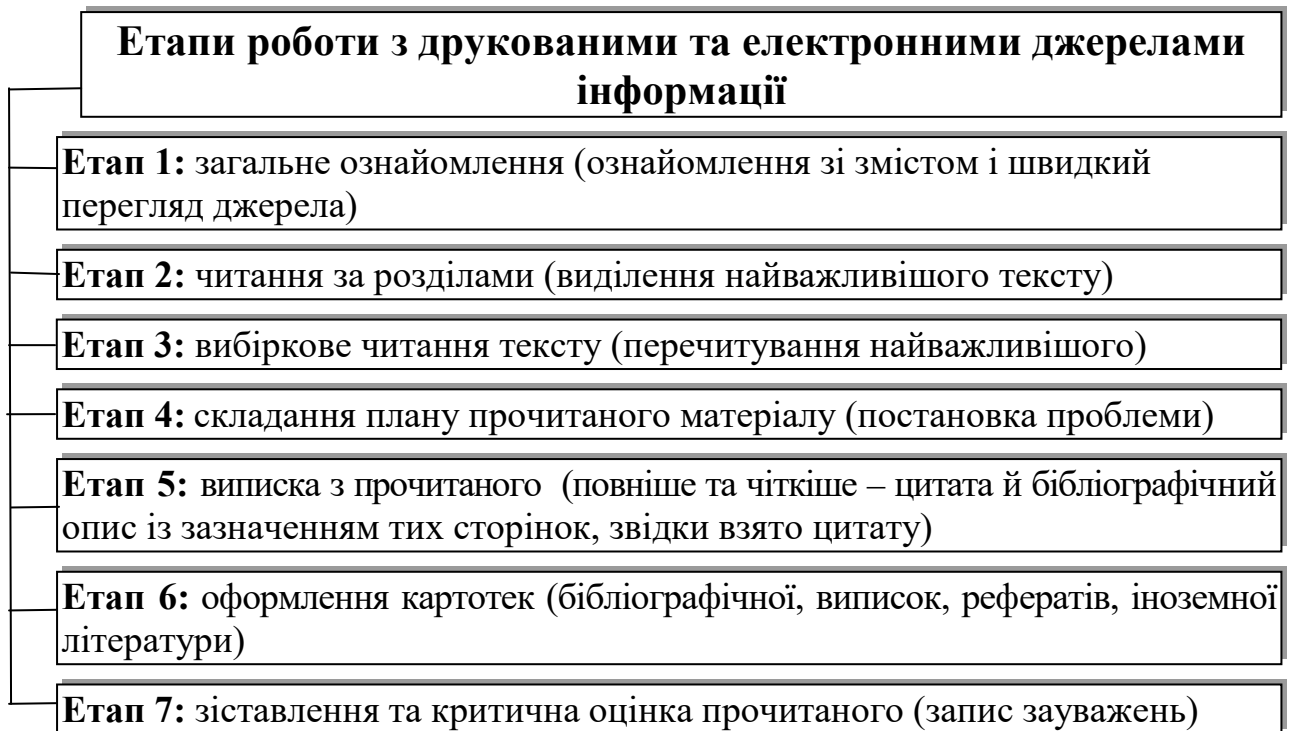 Етапи роботи з друкованими та електронними джерелами
інформації
Етап 1: загальне ознайомлення (ознайомлення зі змістом і швидкий
перегляд джерела)
Етап 2: читання за розділами (виділення найважливішого тексту)
Етап 3: вибіркове читання тексту (перечитування найважливішого)
Етап 4: складання плану прочитаного матеріалу (постановка проблеми)
Етап 5: виписка з прочитаного (повніше та чіткіше – цитата й бібліографічний
опис із зазначенням тих сторінок, звідки взято цитату)
Етап 6: оформлення картотек (бібліографічної, виписок, рефератів, іноземної
літератури)
Етап 7: зіставлення та критична оцінка прочитаного (запис зауважень)